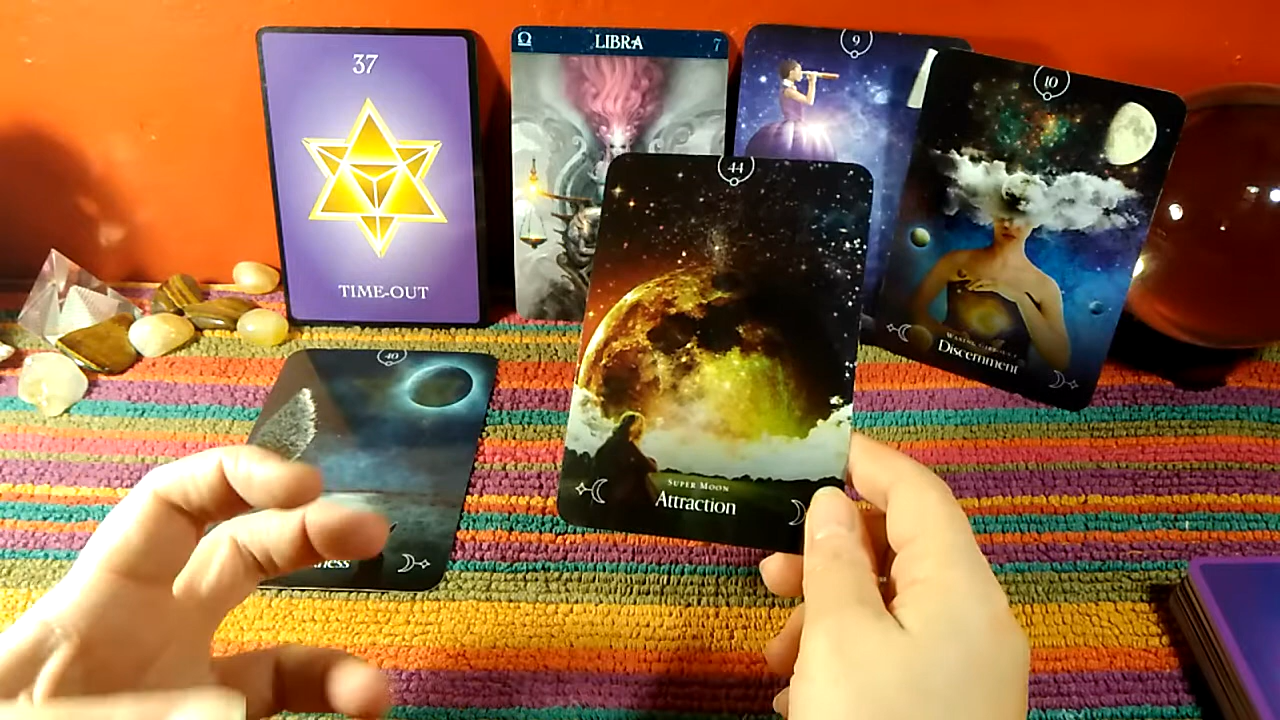 37
TIME-OUT
♎ LIBRA 7
9
10
Discernment
44
SUPER MOON
Attraction
40